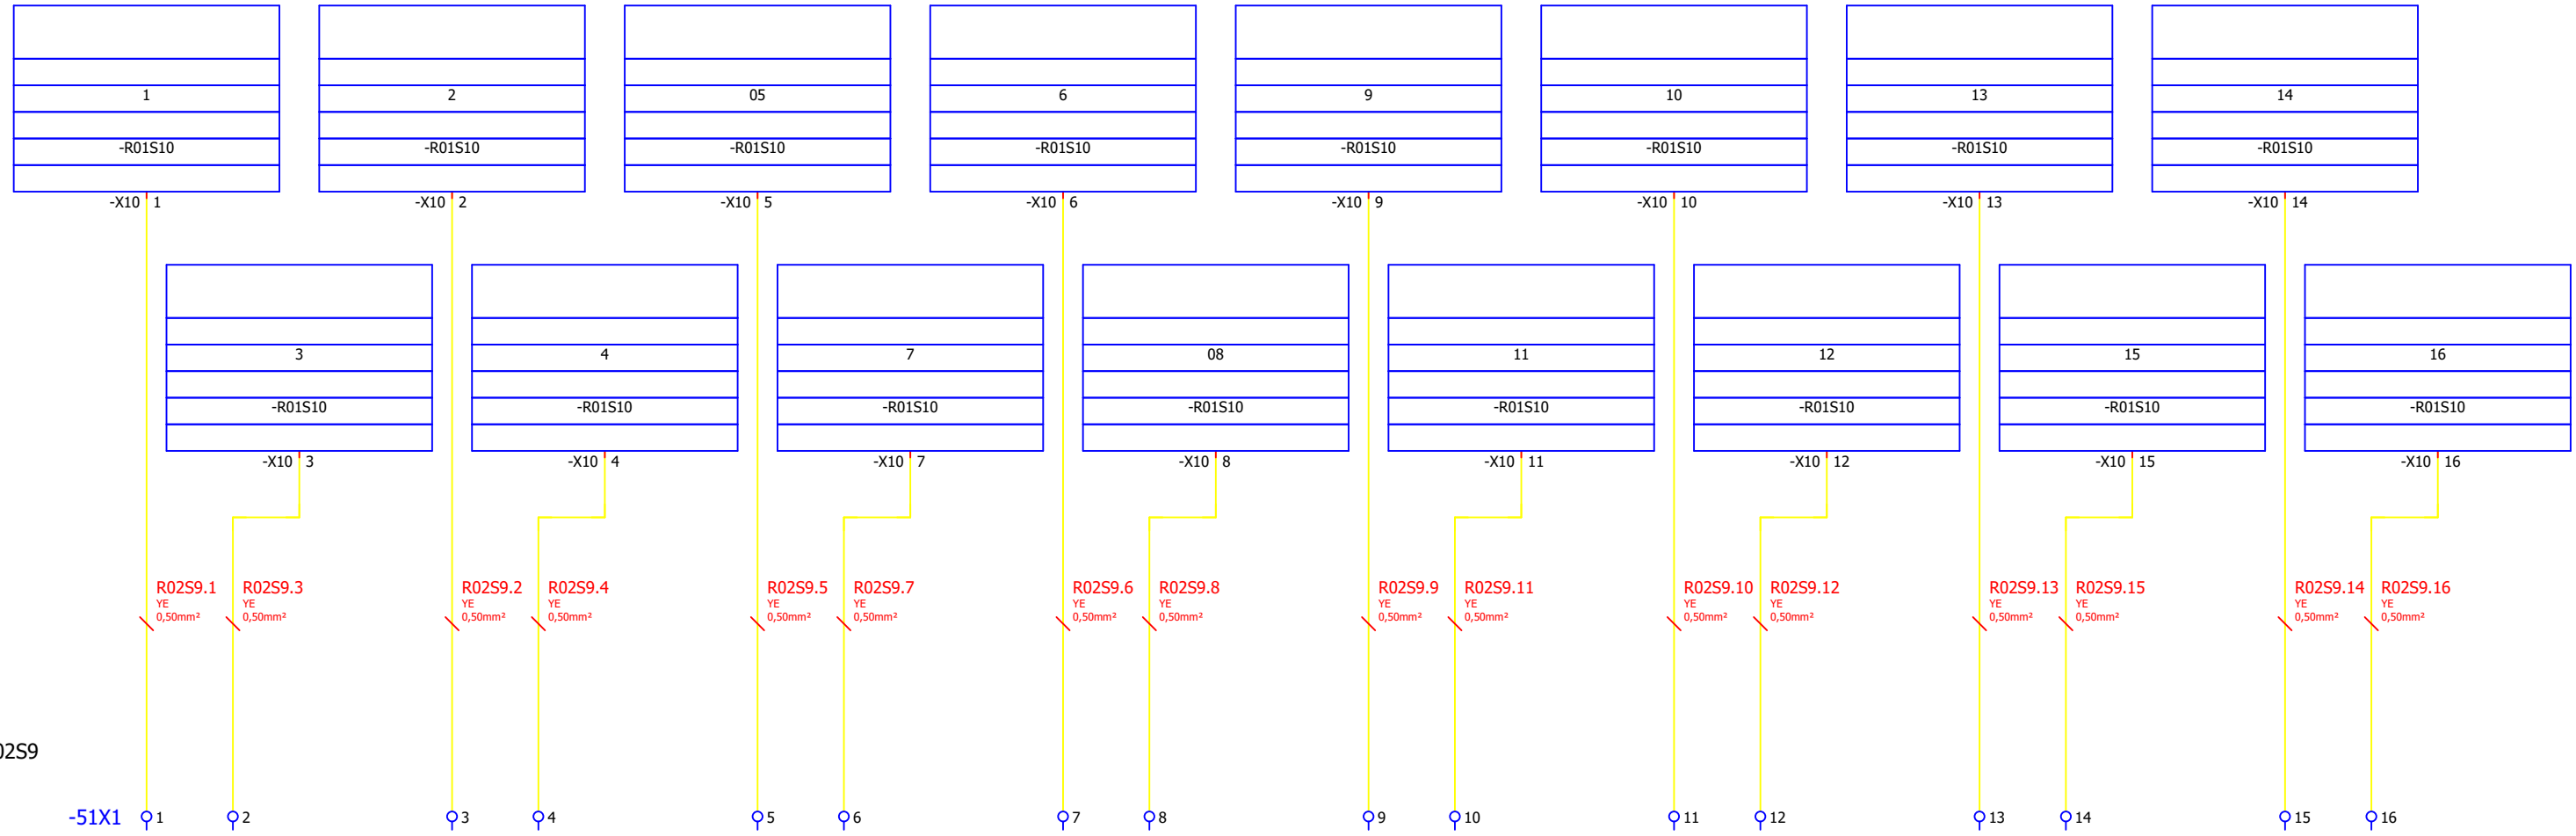 1 2 05 6 9 10 13 14
-R01S10 -R01S10 -R01S10 -R01S10 -R01S10 -R01S10 -R01S10 -R01S10
-X10 1 -X10 2 -X10 5 -X10 6 -X10 9 -X10 10 -X10 13 -X10 14
3 4 7 08 11 12 15 16
-R01S10 -R01S10 -R01S10 -R01S10 -R01S10 -R01S10 -R01S10 -R01S10
-X10 3 -X10 4 -X10 7 -X10 8 -X10 11 -X10 12 -X10 15 -X10 16
R02S9.1 R02S9.3 R02S9.2 R02S9.4 R02S9.5 R02S9.7 R02S9.6 R02S9.8 R02S9.9 R02S9.11 R02S9.10 R02S9.12 R02S9.13 R02S9.15 R02S9.14 R02S9.16
YE YE YE YE YE YE YE YE YE YE YE YE YE YE YE YE
0,50mm² 0,50mm² 0,50mm² 0,50mm² 0,50mm² 0,50mm² 0,50mm² 0,50mm² 0,50mm² 0,50mm² 0,50mm² 0,50mm² 0,50mm² 0,50mm² 0,50mm² 0,50mm²
02S9
-51X1 1 2 3 4 5 6 7 8 9 10 11 12 13 14 15 16